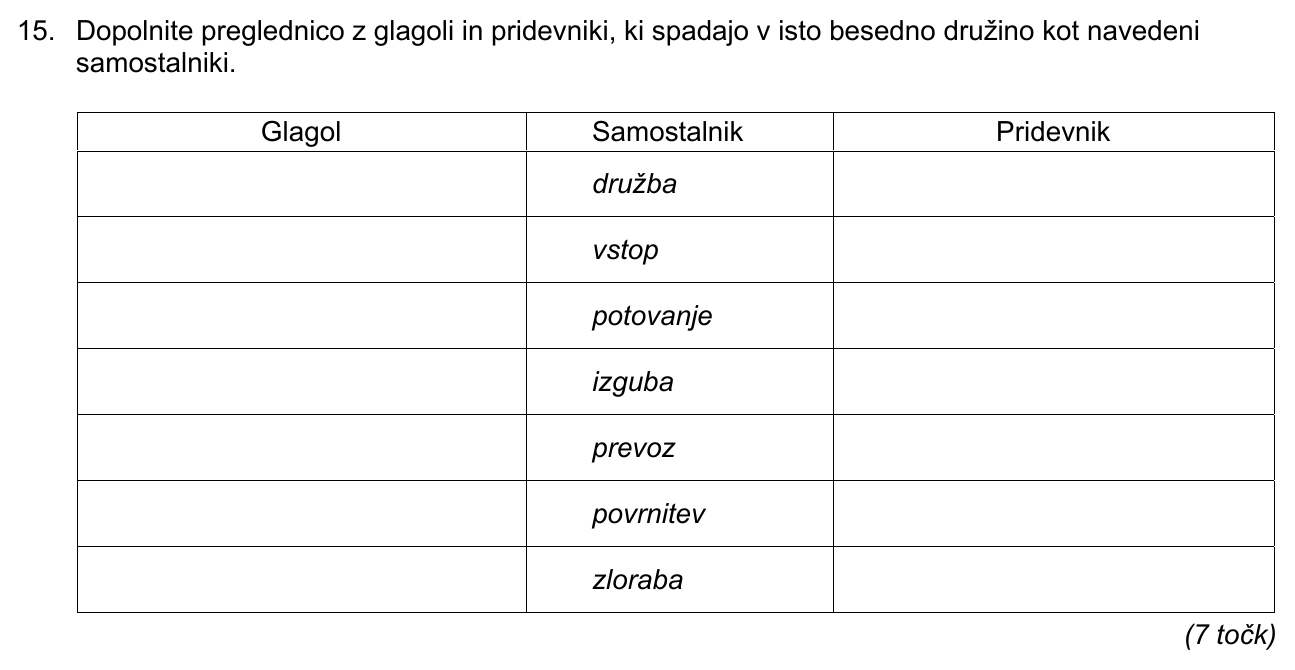 15. Dopolnite preglednico z glagoli in pridevniki, ki spadajo v isto besedno družino kot navedeni
samostalniki.
Glagol Samostalnik Pridevnik
družba
vstop
potovanje
izguba
prevoz
povrnitev
zloraba
(7 točk)